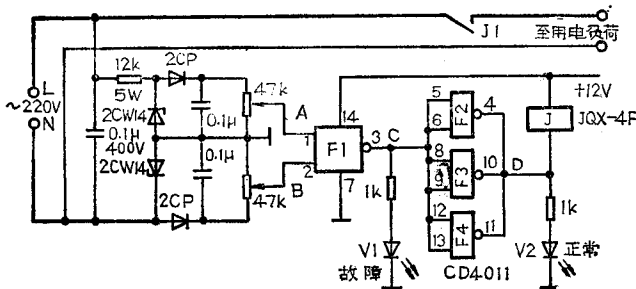 J1
至用电负荷
12k
5W
2CP
47k
A
+12V
L
~220V
N
2CW14
0.1μ
14
5
6
F2
4
J
JQX-4F
0.1μ
400V
1
F1
3
C
2CW14
0.1μ
2
8
9
F3
10
D
B
7
1k
1k
2CP
47k
12
13
F4
11
V1
故障
CD4011
V2
正常